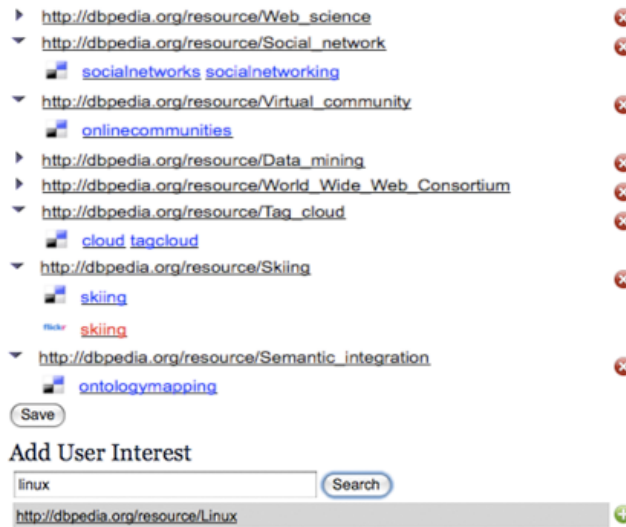 http://dbpedia.org/resource/Web_science
http://dbpedia.org/resource/Social_network
socialnetworks socialnetworking
http://dbpedia.org/resource/Virtual_community
onlinecommunities
http://dbpedia.org/resource/Data_mining
http://dbpedia.org/resource/World_Wide_Web_Consortium
http://dbpedia.org/resource/Tag_cloud
cloud tagcloud
http://dbpedia.org/resource/Skiing
skiing
flickr skiing
http://dbpedia.org/resource/Semantic_integration
ontologymapping
Save
Add User Interest
linux Search
http://dbpedia.org/resource/Linux